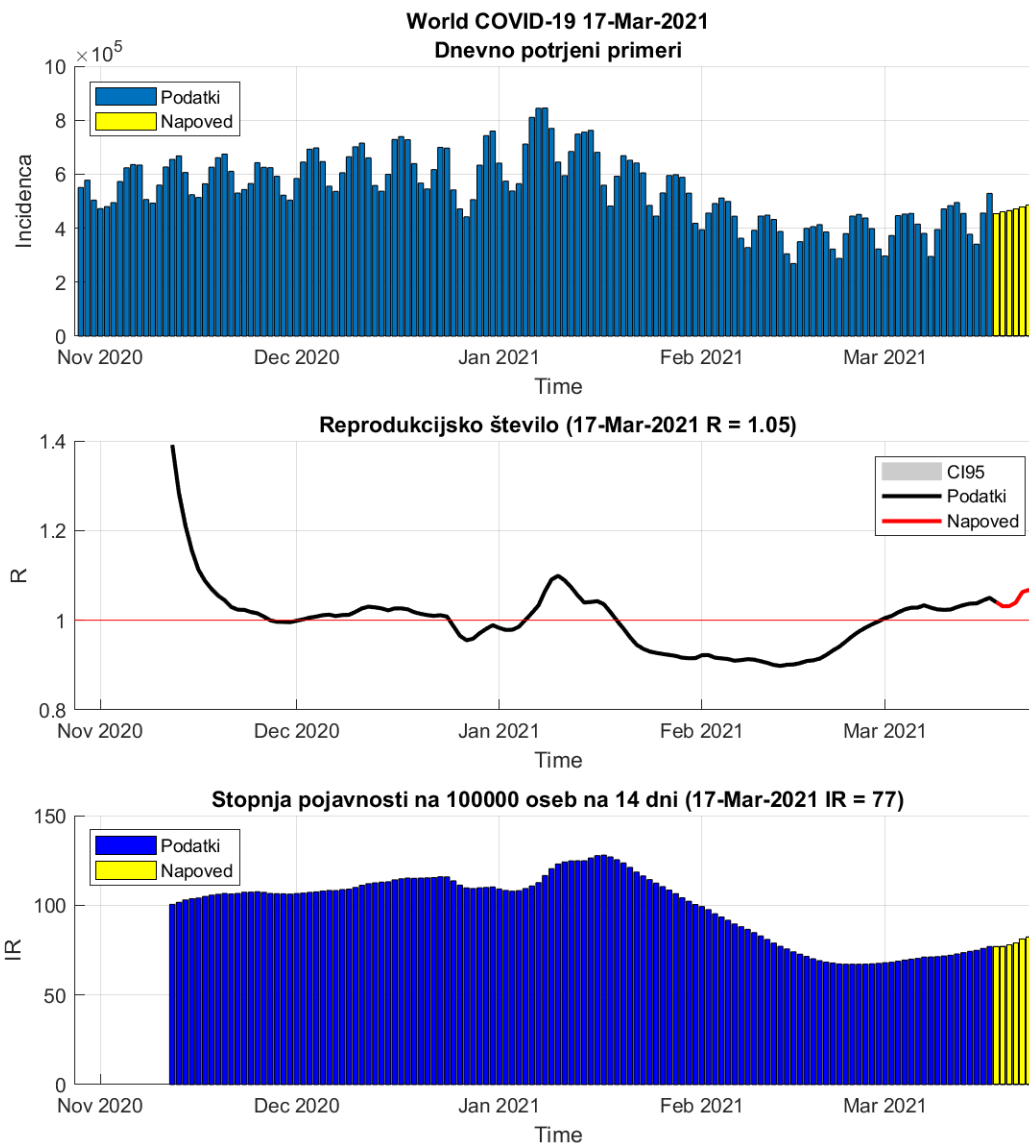 World COVID-19 17-Mar-2021
Dnevno potrjeni primeri
×10^5
10
8
6
4
2
0
Incidenca
Podatki
Napoved
Nov 2020 Dec 2020 Jan 2021 Feb 2021 Mar 2021
Time
Reprodukcijsko število (17-Mar-2021 R = 1.05)
1.4
1.2
1
0.8
R
CI95
Podatki
Napoved
Nov 2020 Dec 2020 Jan 2021 Feb 2021 Mar 2021
Time
Stopnja pojavnosti na 100000 oseb na 14 dni (17-Mar-2021 IR = 77)
150
100
50
0
IR
Podatki
Napoved
Nov 2020 Dec 2020 Jan 2021 Feb 2021 Mar 2021
Time